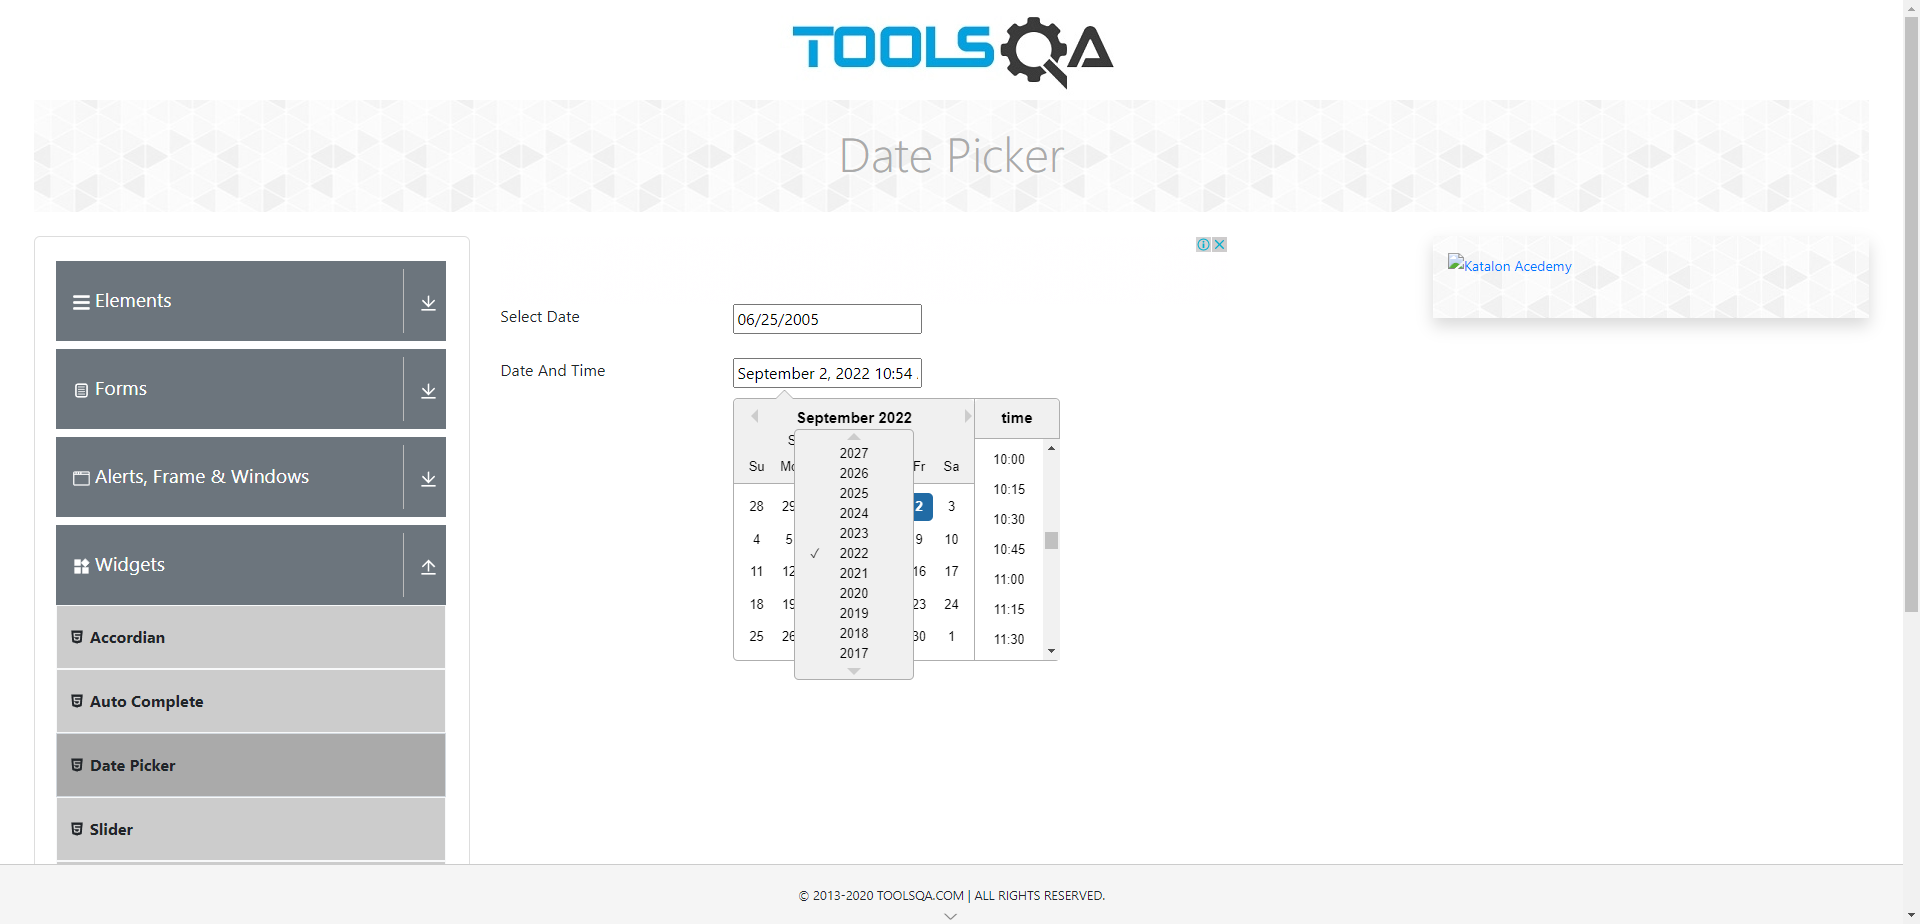 TOOLSQA
Date Picker
Elements
Forms
Alerts, Frame & Windows
Widgets
Accordian
Auto Complete
Date Picker
Slider
Select Date
06/25/2005
Date And Time
September 2, 2022 10:54
September 2022
S
Su Mo Fr Sa
28 29 2 3
4 5 9 10
11 12 16 17
18 19 23 24
25 26 30 1
2027
2026
2025
2024
2023
✓ 2022
2021
2020
2019
2018
2017
time
10:00
10:15
10:30
10:45
11:00
11:15
11:30
Katalon Acedemy
© 2013-2020 TOOLSQA.COM | ALL RIGHTS RESERVED.